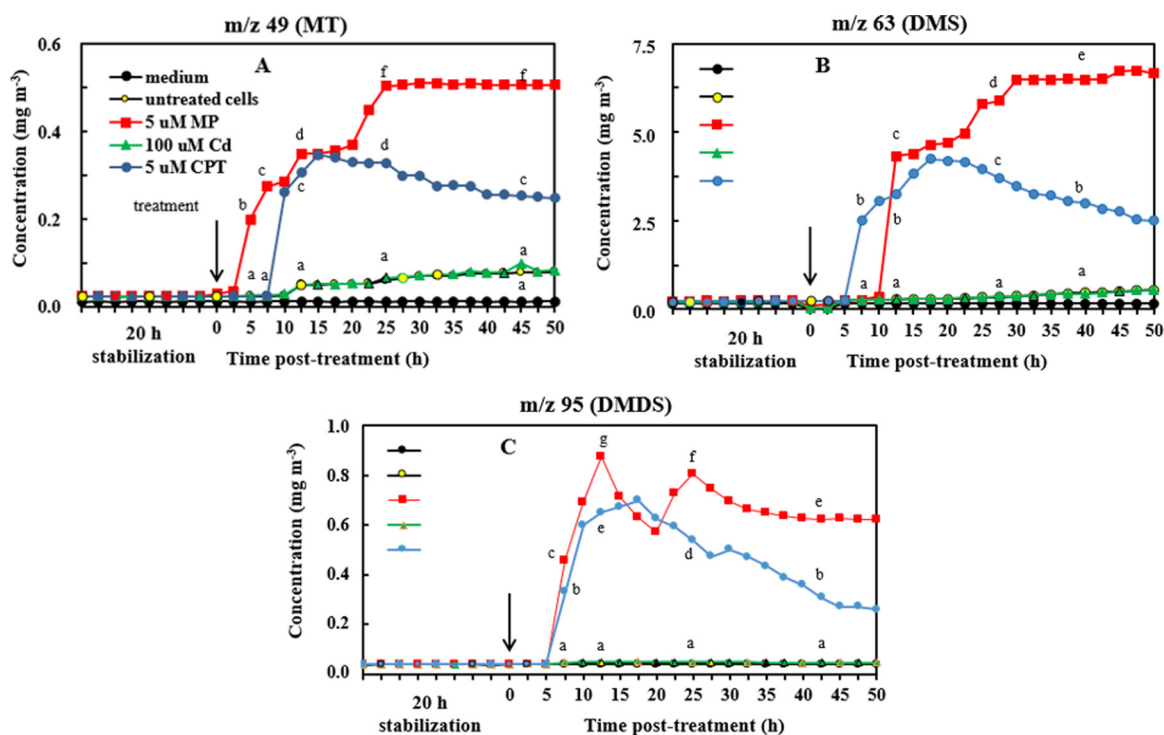 m/z 49 (MT)
0.6
0.4
0.2
0.0
Concentration (mg m-3)
A
medium
untreated cells
5 uM MP
100 uM Cd
5 uM CPT
treatment
b
c
d
f
f
c
d
c
a
a
a
a
a
a
0
5
10
15
20
25
30
35
40
45
50
20 h
stabilization
Time post-treatment (h)
m/z 63 (DMS)
7.5
5.0
2.5
0.0
Concentration (mg m-3)
B
c
d
e
b
b
c
b
a
a
a
a
0
5
10
15
20
25
30
35
40
45
50
20 h
stabilization
Time post-treatment (h)
m/z 95 (DMDS)
1.0
0.8
0.6
0.4
0.2
0.0
Concentration (mg m-3)
C
g
f
e
c
e
d
b
b
a
a
a
a
0
5
10
15
20
25
30
35
40
45
50
20 h
stabilization
Time post-treatment (h)